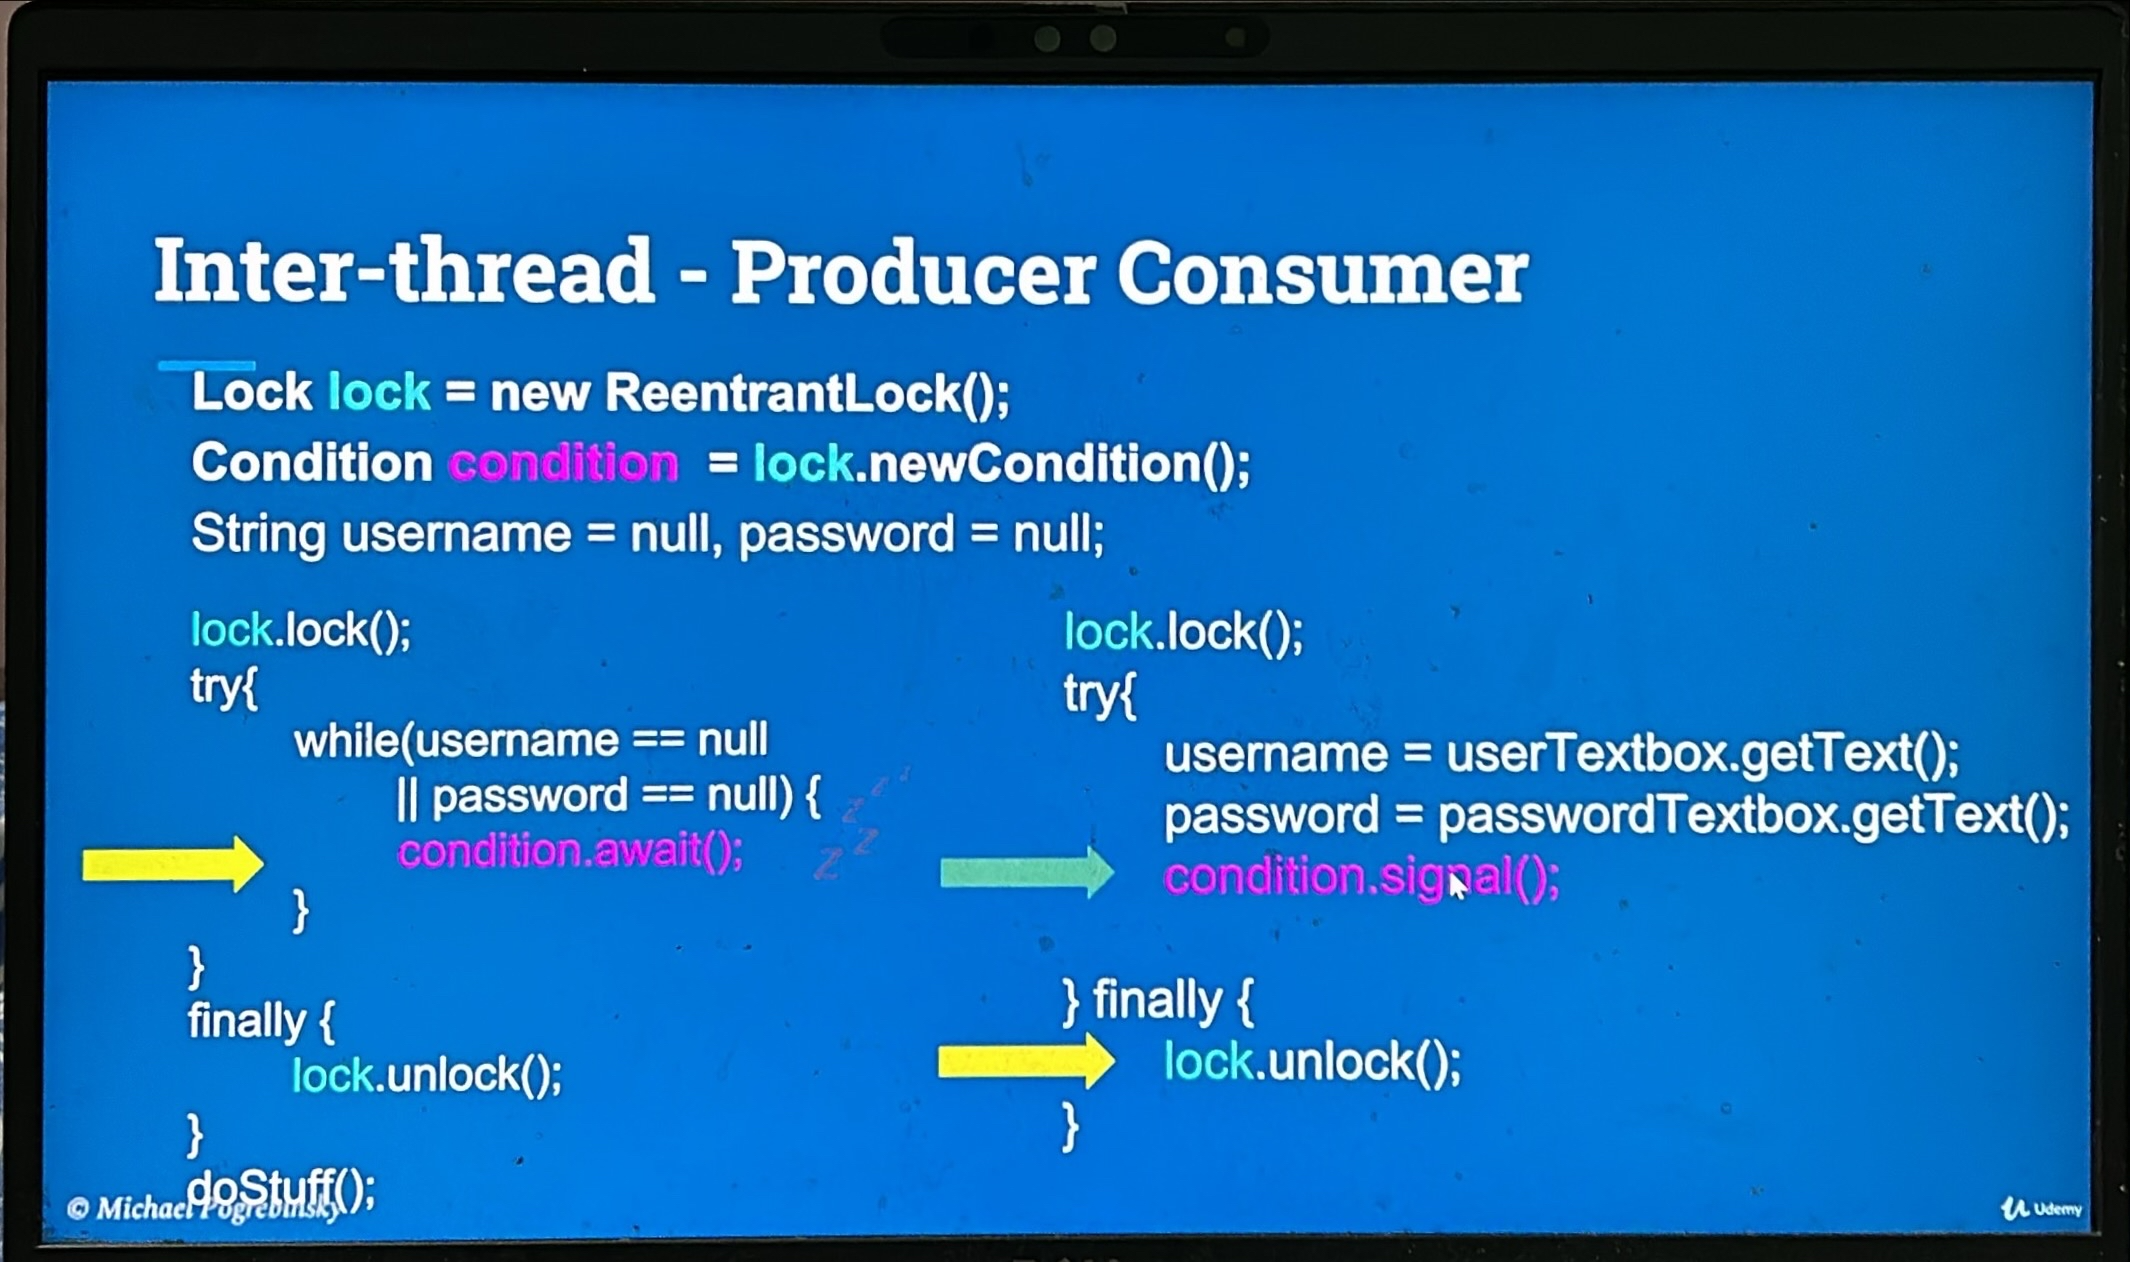 Inter-thread - Producer Consumer
Lock lock = new ReentrantLock();
Condition condition = lock.newCondition();
String username = null, password = null;
lock.lock();
try{
while(username == null
|| password == null) {
condition.await();
z z z z
}
}
finally {
lock.unlock();
}
doStuff();
lock.lock();
try{
username = userTextbox.getText();
password = passwordTextbox.getText();
condition.signal();
} finally {
lock.unlock();
}
© Michael Pogrebinsky
Udemy